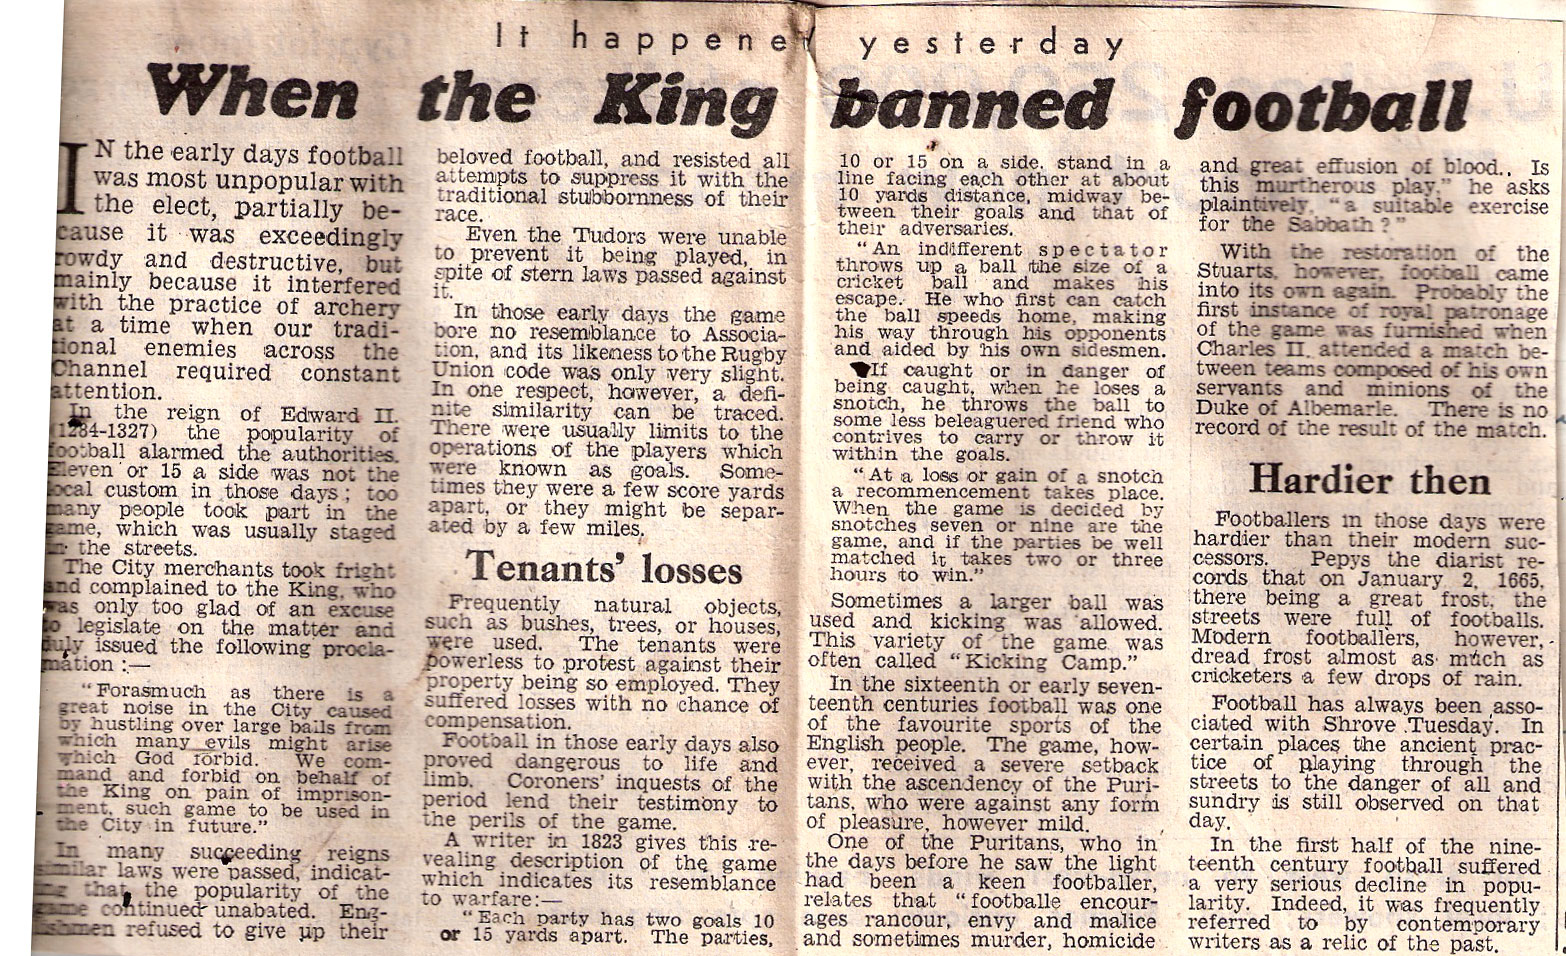 It happened yesterday
When the King banned football
IN the early days football
was most unpopular with
the elect, partially be-
cause it was exceedingly
rowdy and destructive, but
mainly because it interfered
with the practice of archery
at a time when our tradi-
tional enemies across the
Channel required constant
attention.
In the reign of Edward II.
(1284-1327) the popularity of
football alarmed the authorities.
Eleven or 15 a side was not the
local custom in those days; too
many people took part in the
game, which was usually staged
in the streets.
The City merchants took fright
and complained to the King, who
was only too glad of an excuse
to legislate on the matter and
duly issued the following procla-
mation :—
"Forasmuch as there is a
great noise in the City caused
by hustling over large balls from
which many evils might arise
which God forbid. We com-
mand and forbid on behalf of
the King on pain of imprison-
ment, such game to be used in
the City in future."
In many succeeding reigns
similar laws were passed, indicat-
ing that the popularity of the
game continued unabated. Eng-
lishmen refused to give up their
beloved football, and resisted all
attempts to suppress it with the
traditional stubbornness of their
race.
Even the Tudors were unable
to prevent it being played, in
spite of stern laws passed against
it.
In those early days the game
bore no resemblance to Associa-
tion, and its likeness to the Rugby
Union code was only very slight.
In one respect, however, a defi-
nite similarity can be traced.
There were usually limits to the
operations of the players which
were known as goals. Some-
times they were a few score yards
apart, or they might be separ-
ated by a few miles.
Tenants' losses
Frequently natural objects,
such as bushes, trees, or houses,
were used. The tenants were
powerless to protest against their
property being so employed. They
suffered losses with no chance of
compensation.
Football in those early days also
proved dangerous to life and
limb. Coroners' inquests of the
period lend their testimony to
the perils of the game.
A writer in 1823 gives this re-
vealing description of the game
which indicates its resemblance
to warfare:—
"Each party has two goals 10
or 15 yards apart. The parties,
10 or 15 on a side, stand in a
line facing each other at about
10 yards distance, midway be-
tween their goals and that of
their adversaries.
"An indifferent spectator
throws up a ball the size of a
cricket ball and makes his
escape. He who first can catch
the ball speeds home, making
his way through his opponents
and aided by his own sidesmen.
"If caught or in danger of
being caught, when he loses a
snotch, he throws the ball to
some less beleaguered friend who
contrives to carry or throw it
within the goals.
"At a loss or gain of a snotch
a recommencement takes place.
When the game is decided by
snotches seven or nine are the
game, and if the parties be well
matched it takes two or three
hours to win."
Sometimes a larger ball was
used and kicking was allowed.
This variety of the game was
often called "Kicking Camp."
In the sixteenth or early seven-
teenth centuries football was one
of the favourite sports of the
English people. The game, how-
ever, received a severe setback
with the ascendency of the Puri-
tans, who were against any form
of pleasure, however mild.
One of the Puritans, who in
the days before he saw the light
had been a keen footballer,
relates that "footballe encour-
ages rancour, envy and malice
and sometimes murder, homicide
and great effusion of blood.. Is
this murtherous play," he asks
plaintively, "a suitable exercise
for the Sabbath?"
With the restoration of the
Stuarts, however, football came
into its own again. Probably the
first instance of royal patronage
of the game was furnished when
Charles II. attended a match be-
tween teams composed of his own
servants and minions of the
Duke of Albemarle. There is no
record of the result of the match.
Hardier then
Footballers in those days were
hardier than their modern suc-
cessors. Pepys the diarist re-
cords that on January 2, 1665,
there being a great frost, the
streets were full of footballs.
Modern footballers, however,
dread frost almost as much as
cricketers a few drops of rain.
Football has always been asso-
ciated with Shrove Tuesday. In
certain places the ancient prac-
tice of playing through the
streets to the danger of all and
sundry is still observed on that
day.
In the first half of the nine-
teenth century football suffered
a very serious decline in popu-
larity. Indeed, it was frequently
referred to by contemporary
writers as a relic of the past.